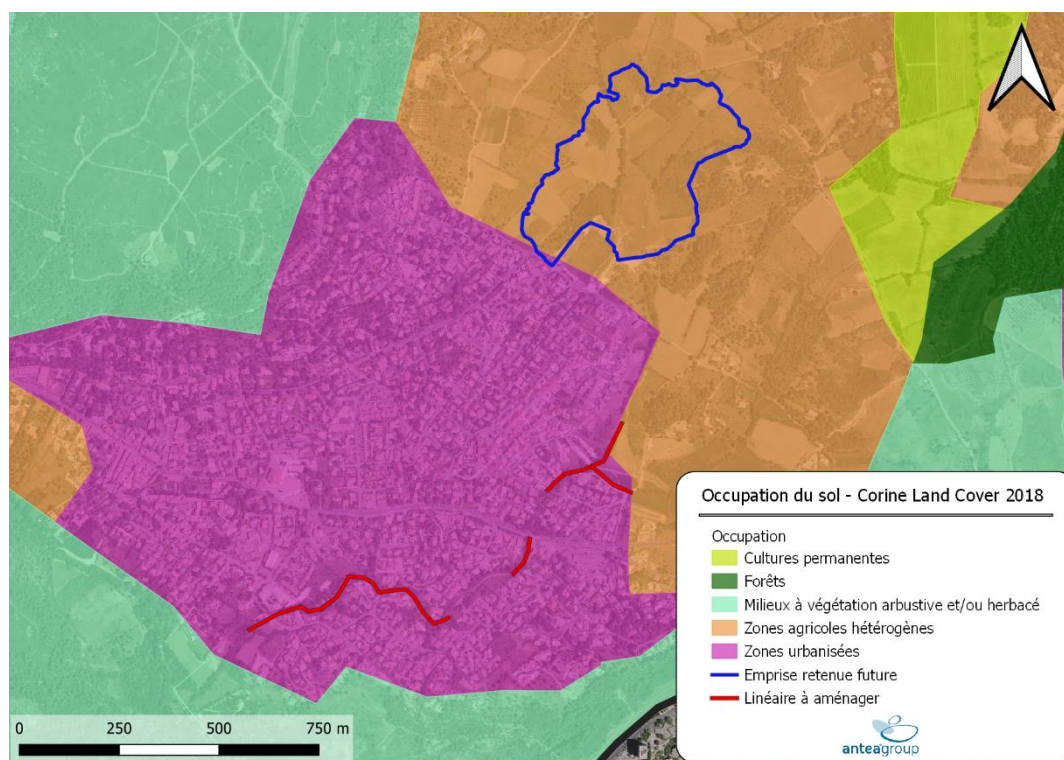 Occupation du sol - Corine Land Cover 2018
Occupation
Cultures permanentes
Forêts
Milieux à végétation arbustive et/ou herbacé
Zones agricoles hétérogènes
Zones urbanisées
Emprise retenue future
Linéaire à aménager
anteagroup
0 250 500 750 m